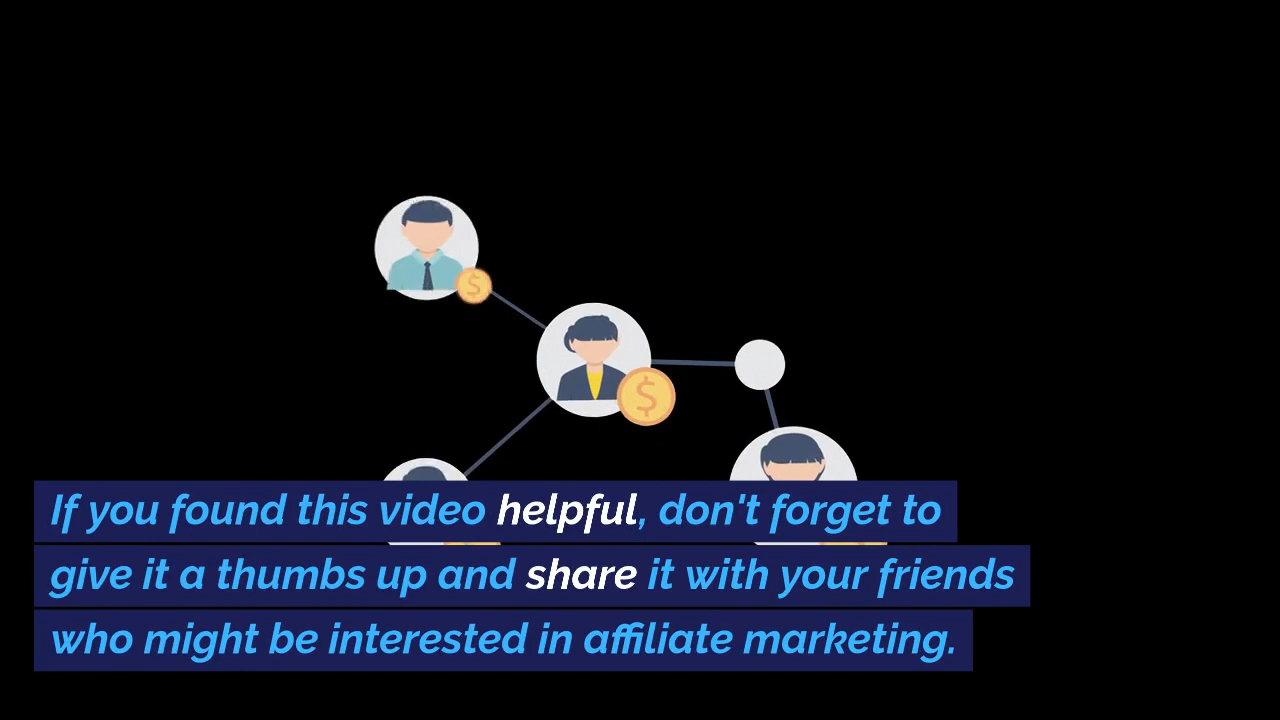 $
$
If you found this video helpful, don't forget to
give it a thumbs up and share it with your friends
who might be interested in affiliate marketing.